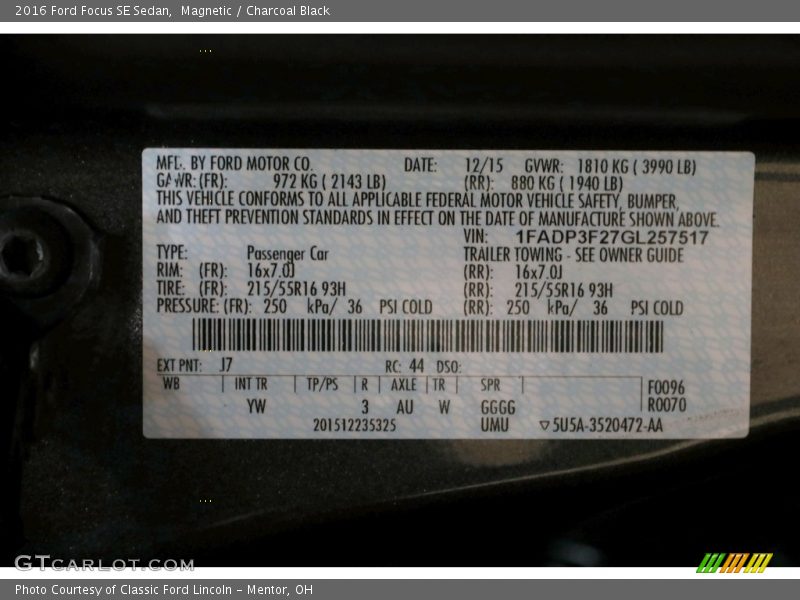 2016 Ford Focus SE Sedan, Magnetic / Charcoal Black
MFD. BY FORD MOTOR CO. DATE: 12/15 GVWR: 1810 KG ( 3990 LB)
GAWR: (FR): 972 KG ( 2143 LB) (RR): 880 KG ( 1940 LB)
THIS VEHICLE CONFORMS TO ALL APPLICABLE FEDERAL MOTOR VEHICLE SAFETY, BUMPER,
AND THEFT PREVENTION STANDARDS IN EFFECT ON THE DATE OF MANUFACTURE SHOWN ABOVE.
VIN: 1FADP3F27GL257517
TYPE: Passenger Car TRAILER TOWING - SEE OWNER GUIDE
RIM: (FR): 16x7.0J (RR): 16x7.0J
TIRE: (FR): 215/55R16 93H (RR): 215/55R16 93H
PRESSURE: (FR): 250 kPa/ 36 PSI COLD (RR): 250 kPa/ 36 PSI COLD
EXT PNT: J7 RC: 44 DSO:
WB INT TR TP/PS R AXLE TR SPR F0096
YW 3 AU W GGGG R0070
201512235325 UMU ▽5U5A-3520472-AA
GTCARLOT.COM
Photo Courtesy of Classic Ford Lincoln - Mentor, OH